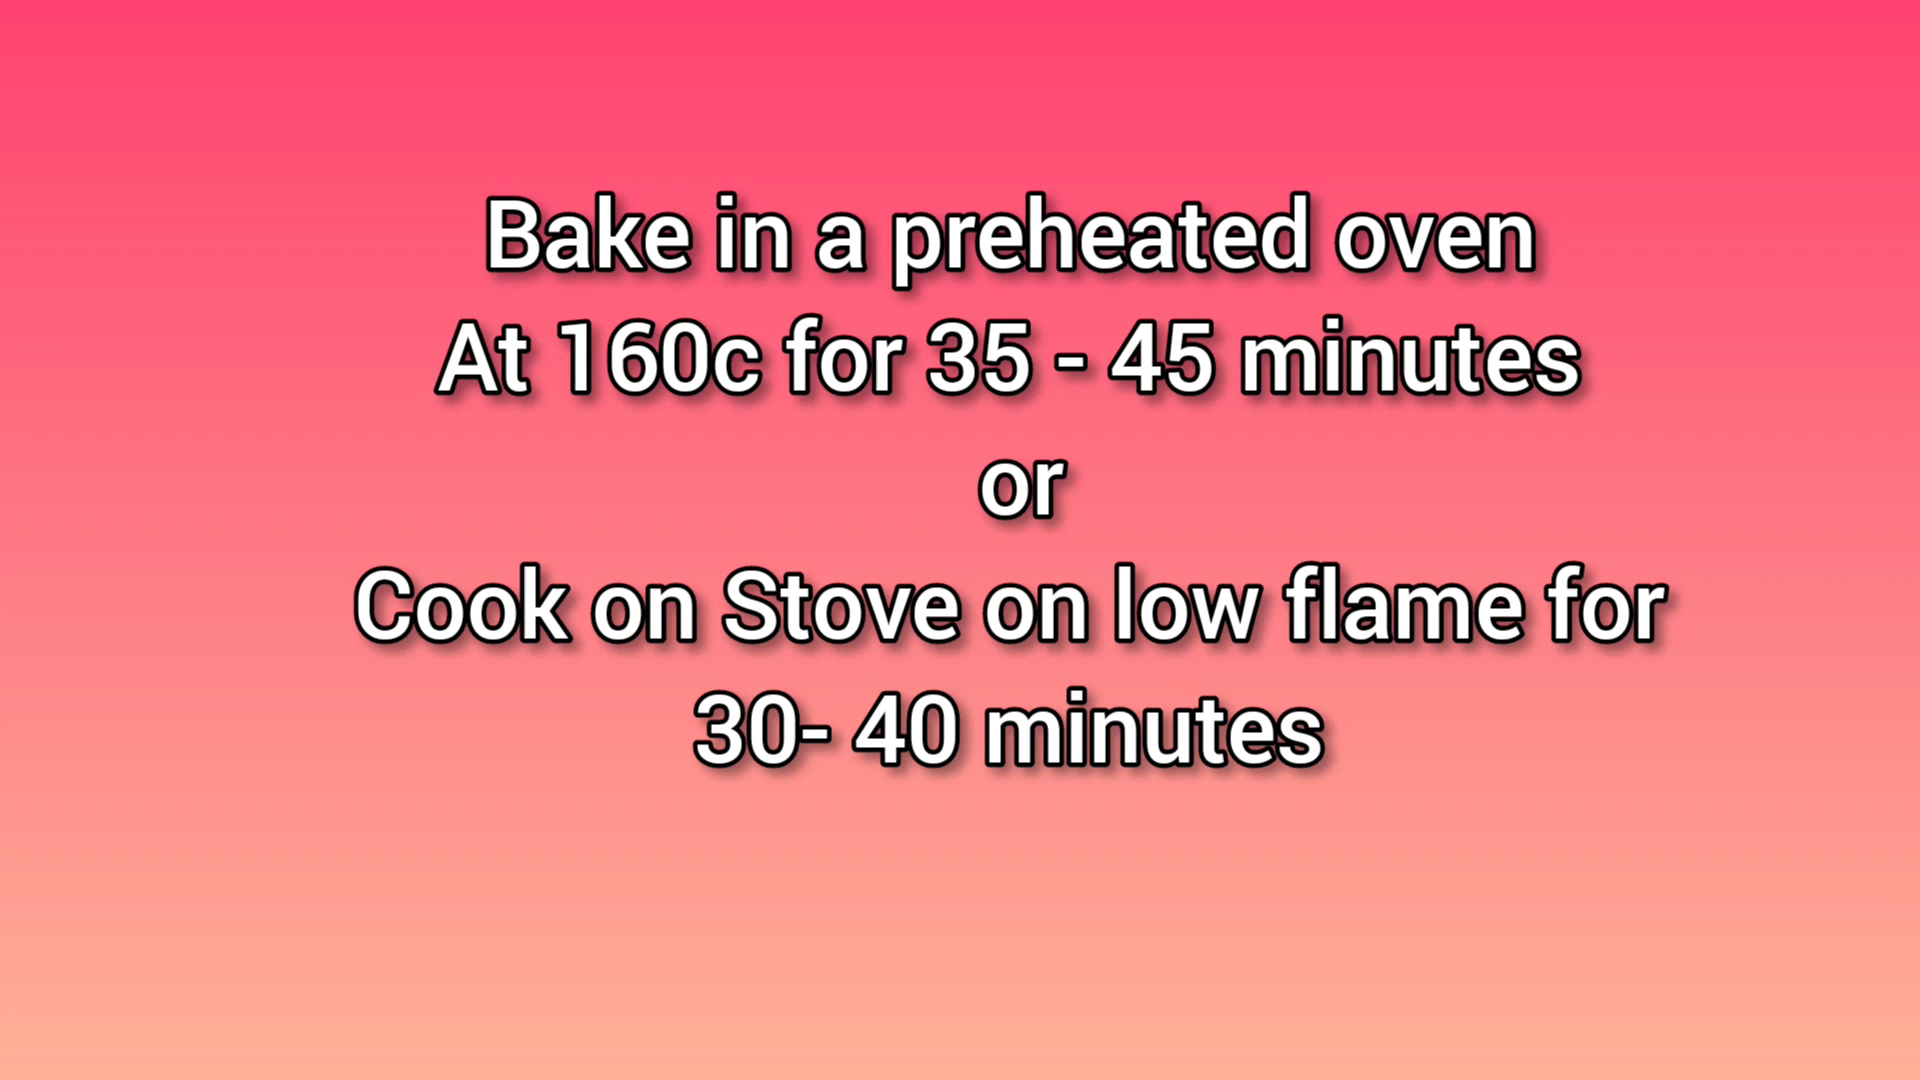 Bake in a preheated oven
At 160c for 35 - 45 minutes
or
Cook on Stove on low flame for
30- 40 minutes